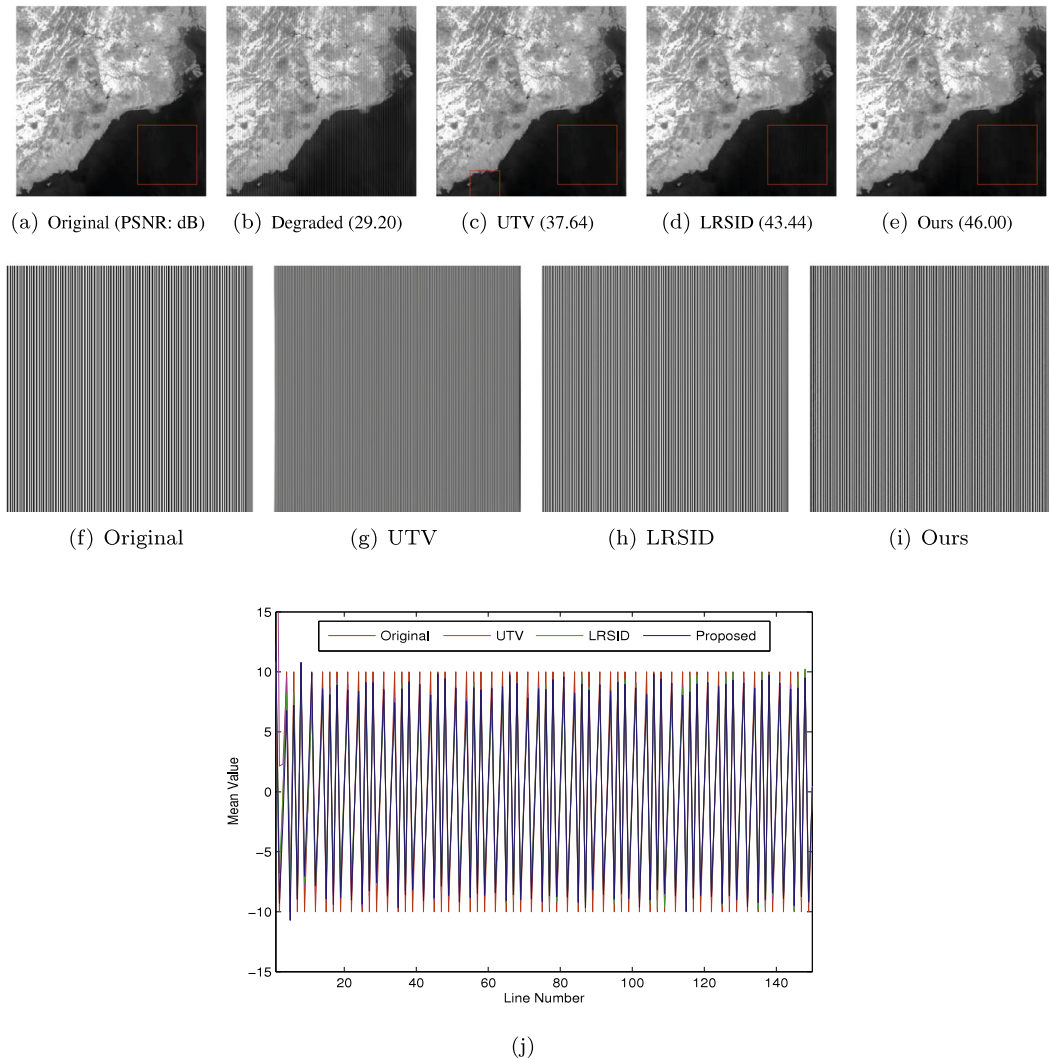 (a) Original (PSNR: dB)
(b) Degraded (29.20)
(c) UTV (37.64)
(d) LRSID (43.44)
(e) Ours (46.00)
(f) Original
(g) UTV
(h) LRSID
(i) Ours
Original
UTV
LRSID
Proposed
15
10
5
0
−5
−10
−15
Mean Value
20
40
60
80
100
120
140
Line Number
(j)